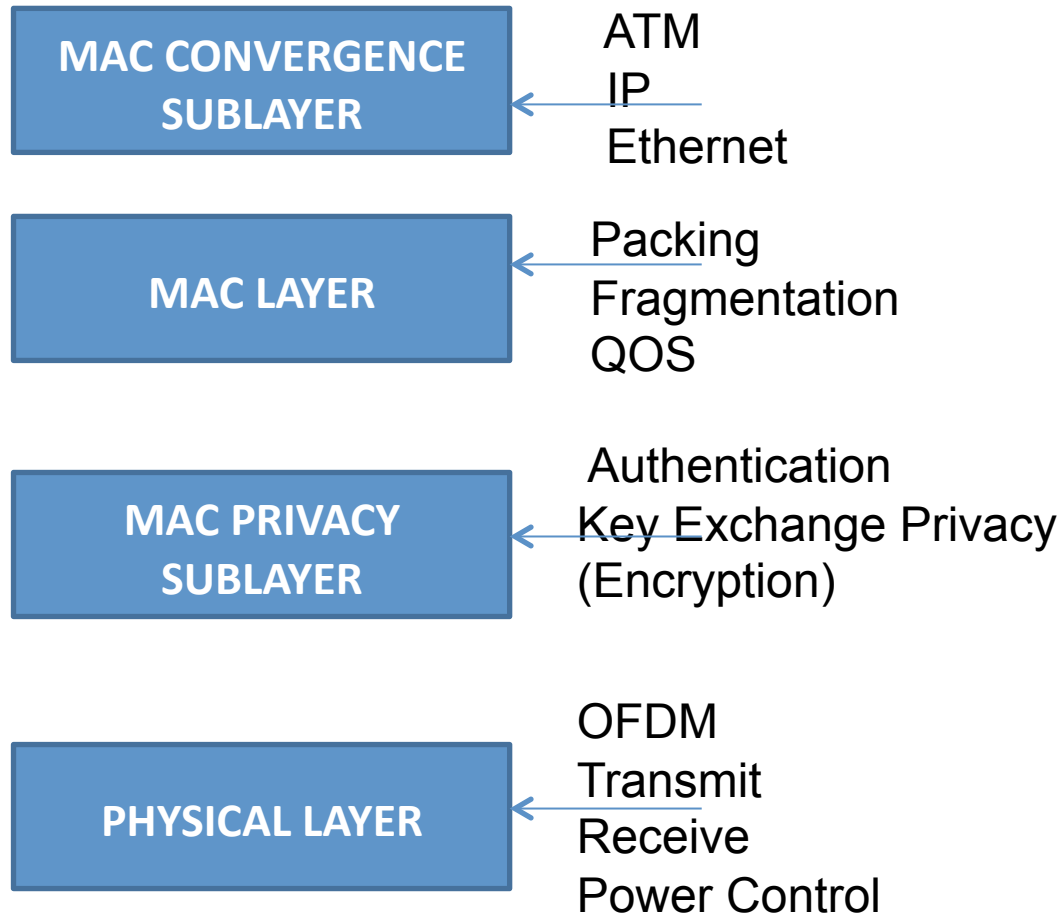 MAC CONVERGENCE
SUBLAYER
ATM
IP
Ethernet
MAC LAYER
Packing
Fragmentation
QOS
MAC PRIVACY
SUBLAYER
Authentication
Key Exchange Privacy
(Encryption)
PHYSICAL LAYER
OFDM
Transmit
Receive
Power Control